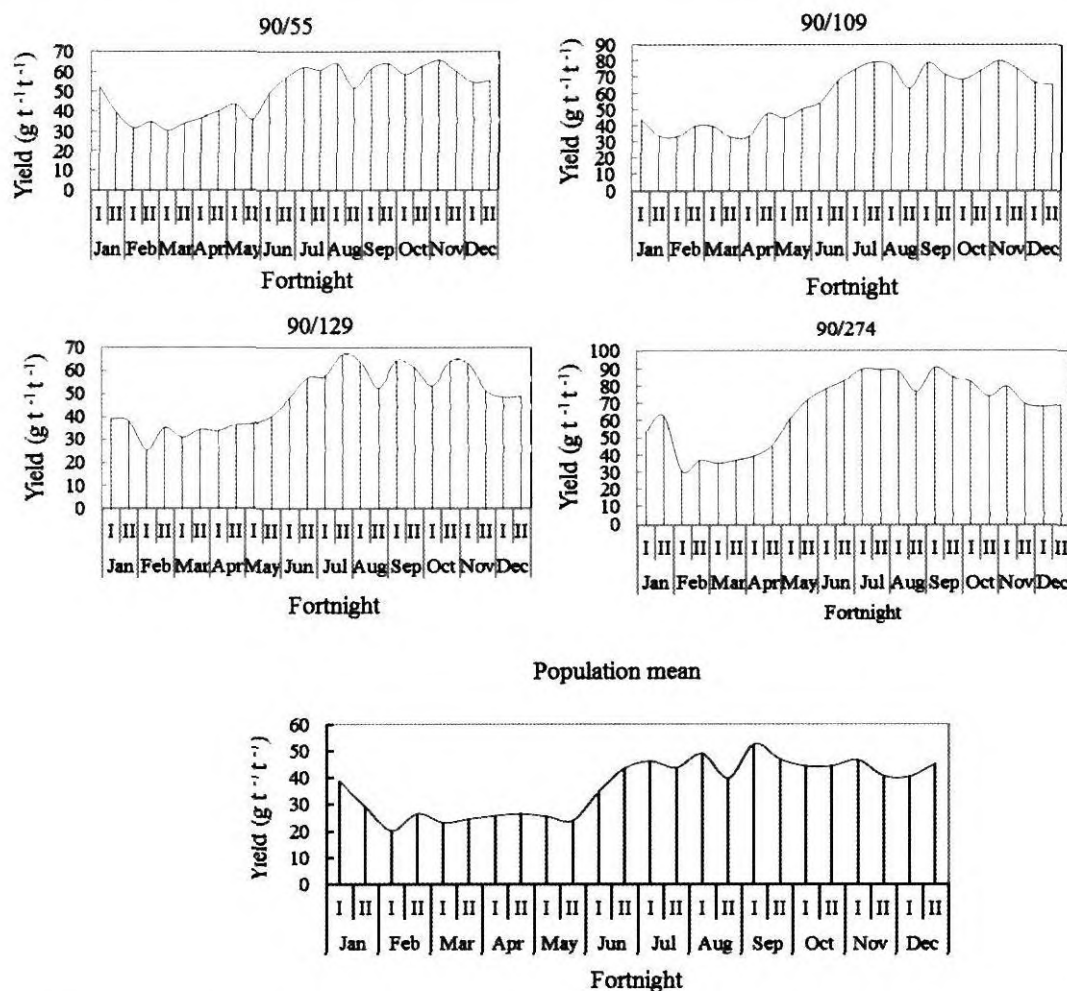 90/55
Yield (g t⁻¹t⁻¹)
70
60
50
40
30
20
10
0
I II I II I II I II I II I II I II I II I II I II I II I II
Jan Feb Mar Apr May Jun Jul Aug Sep Oct Nov Dec
Fortnight
90/109
Yield (g t⁻¹t⁻¹)
90
80
70
60
50
40
30
20
10
0
I II I II I II I II I II I II I II I II I II I II I II I II
Jan Feb Mar Apr May Jun Jul Aug Sep Oct Nov Dec
Fortnight
90/129
Yield (g t⁻¹t⁻¹)
70
60
50
40
30
20
10
0
I II I II I II I II I II I II I II I II I II I II I II I II
Jan Feb Mar Apr May Jun Jul Aug Sep Oct Nov Dec
Fortnight
90/274
Yield (g t⁻¹t⁻¹)
100
90
80
70
60
50
40
30
20
10
0
I II I II I II I II I II I II I II I II I II I II I II I II
Jan Feb Mar Apr May Jun Jul Aug Sep Oct Nov Dec
Fortnight
Population mean
Yield (g t⁻¹t⁻¹)
60
50
40
30
20
10
0
I II I II I II I II I II I II I II I II I II I II I II I II
Jan Feb Mar Apr May Jun Jul Aug Sep Oct Nov Dec
Fortnight